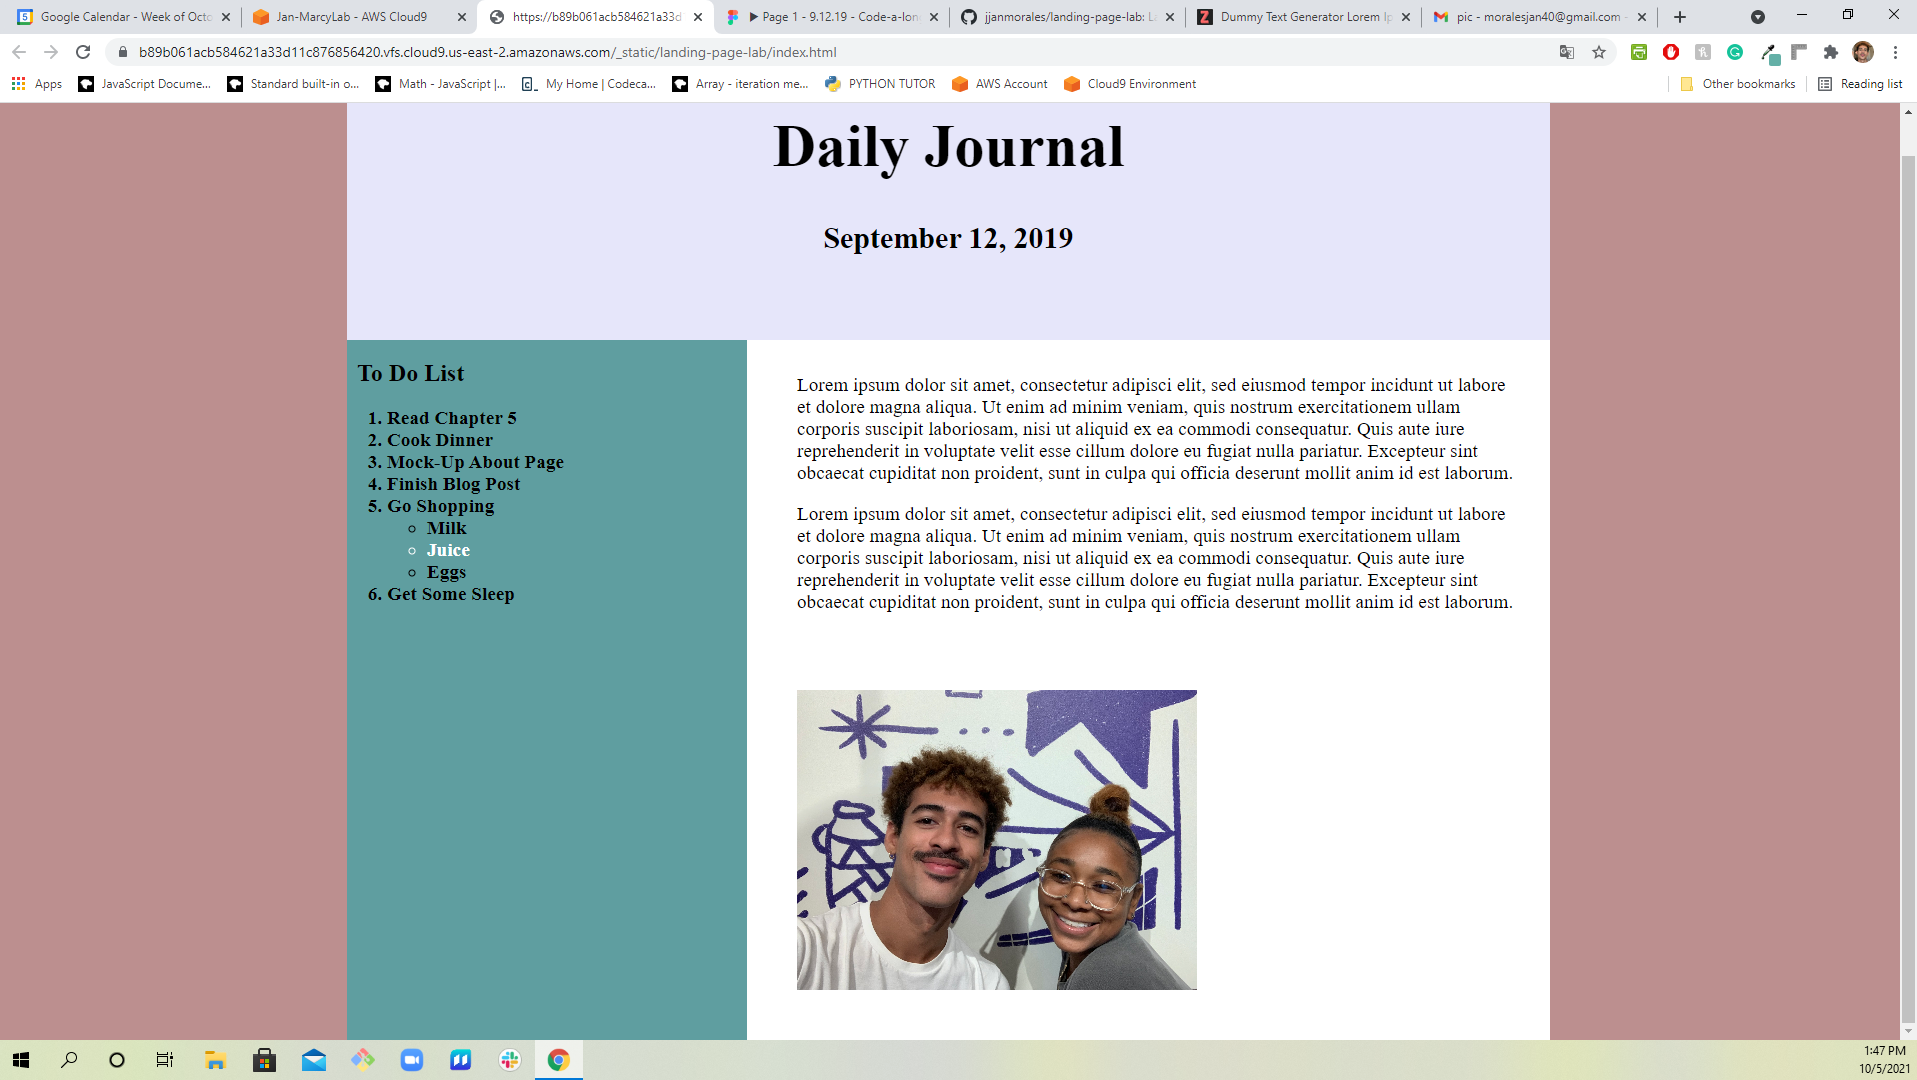 Google Calendar - Week of Octo
Jan-MarcyLab - AWS Cloud9
https://b89b061acb584621a33d
Page 1 - 9.12.19 - Code-a-lon
jjanmorales/landing-page-lab: La
Dummy Text Generator Lorem Ip
pic - moralesjan40@gmail.com -
b89b061acb584621a33d11c876856420.vfs.cloud9.us-east-2.amazonaws.com/_static/landing-page-lab/index.html
Apps
JavaScript Docume...
Standard built-in o...
Math - JavaScript |...
My Home | Codeca...
Array - iteration me...
PYTHON TUTOR
AWS Account
Cloud9 Environment
Other bookmarks
Reading list
Daily Journal
September 12, 2019
To Do List
1. Read Chapter 5
2. Cook Dinner
3. Mock-Up About Page
4. Finish Blog Post
5. Go Shopping
Milk
Juice
Eggs
6. Get Some Sleep
Lorem ipsum dolor sit amet, consectetur adipisci elit, sed eiusmod tempor incidunt ut labore
et dolore magna aliqua. Ut enim ad minim veniam, quis nostrum exercitationem ullam
corporis suscipit laboriosam, nisi ut aliquid ex ea commodi consequatur. Quis aute iure
reprehenderit in voluptate velit esse cillum dolore eu fugiat nulla pariatur. Excepteur sint
obcaecat cupiditat non proident, sunt in culpa qui officia deserunt mollit anim id est laborum.
Lorem ipsum dolor sit amet, consectetur adipisci elit, sed eiusmod tempor incidunt ut labore
et dolore magna aliqua. Ut enim ad minim veniam, quis nostrum exercitationem ullam
corporis suscipit laboriosam, nisi ut aliquid ex ea commodi consequatur. Quis aute iure
reprehenderit in voluptate velit esse cillum dolore eu fugiat nulla pariatur. Excepteur sint
obcaecat cupiditat non proident, sunt in culpa qui officia deserunt mollit anim id est laborum.
1:47 PM
10/5/2021